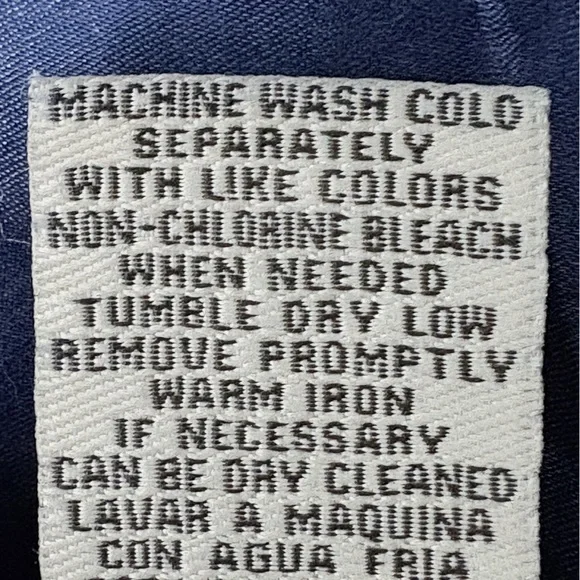 MACHINE WASH COLD
SEPARATELY
WITH LIKE COLORS
NON-CHLORINE BLEACH
WHEN NEEDED
TUMBLE DRY LOW
REMOVE PROMPTLY
WARM IRON
IF NECESSARY
CAN BE DRY CLEANED
LAVAR A MAQUINA
CON AGUA FRIA